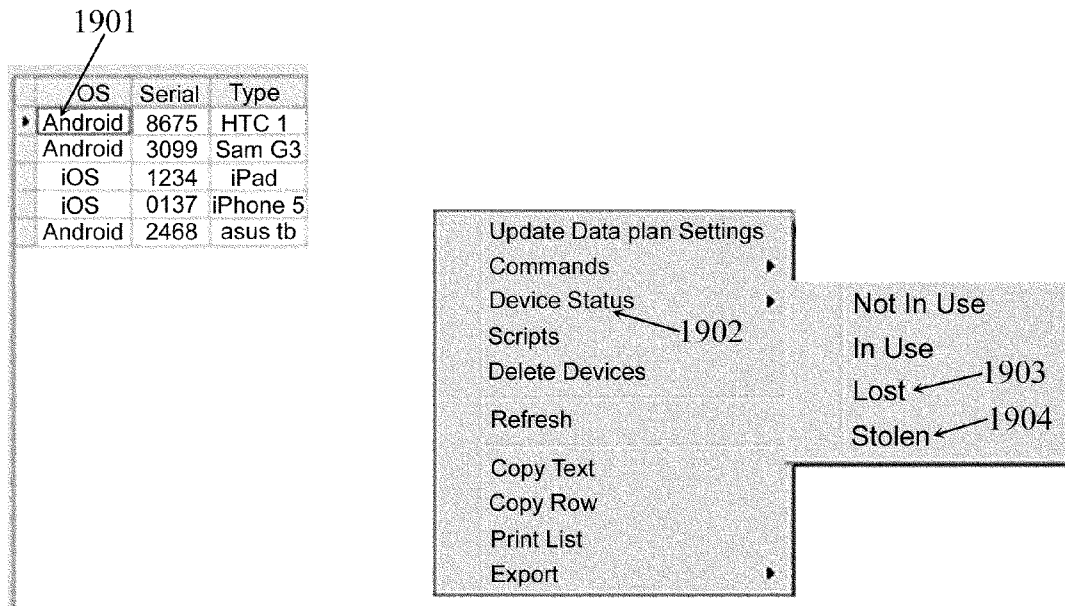 1901
OS Serial Type
Android 8675 HTC 1
Android 3099 Sam G3
iOS 1234 iPad
iOS 0137 iPhone 5
Android 2468 asus tb
Update Data plan Settings
Commands
Device Status
1902
Scripts
Delete Devices
Refresh
Copy Text
Copy Row
Print List
Export
Not In Use
In Use
Lost 1903
Stolen 1904